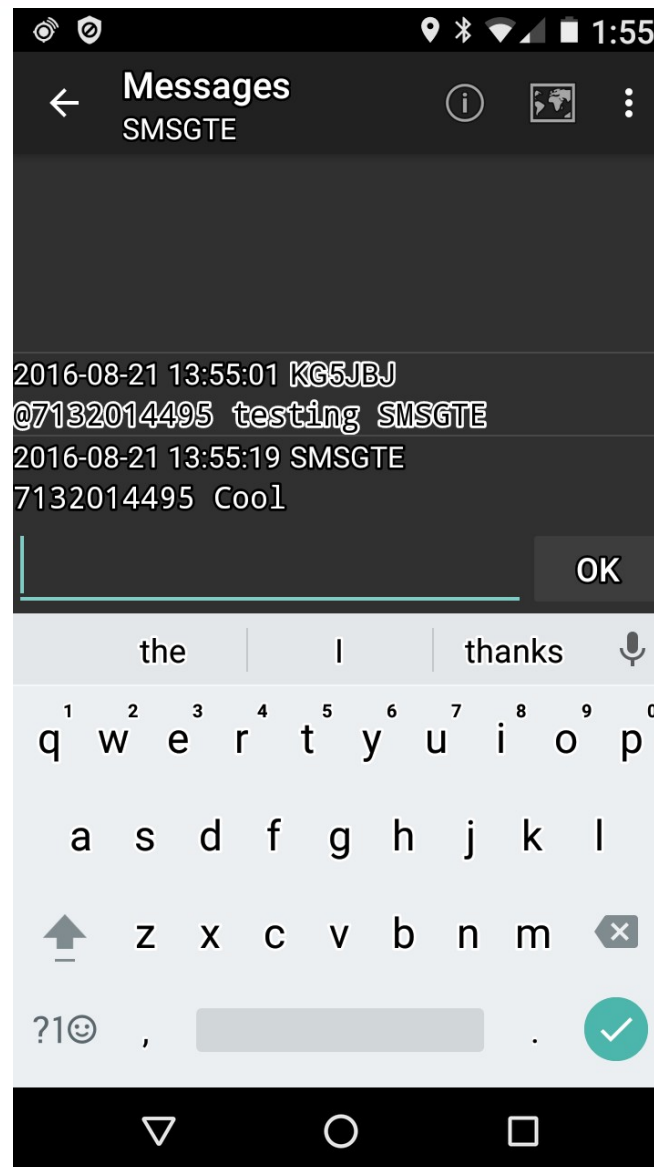 1:55
Messages
SMSGTE
2016-08-21 13:55:01 KG5JBJ
@7132014495 testing SMSGTE
2016-08-21 13:55:19 SMSGTE
7132014495 Cool
OK
the I thanks
1 2 3 4 5 6 7 8 9 0
q w e r t y u i o p
a s d f g h j k l
z x c v b n m
?1☺ , .